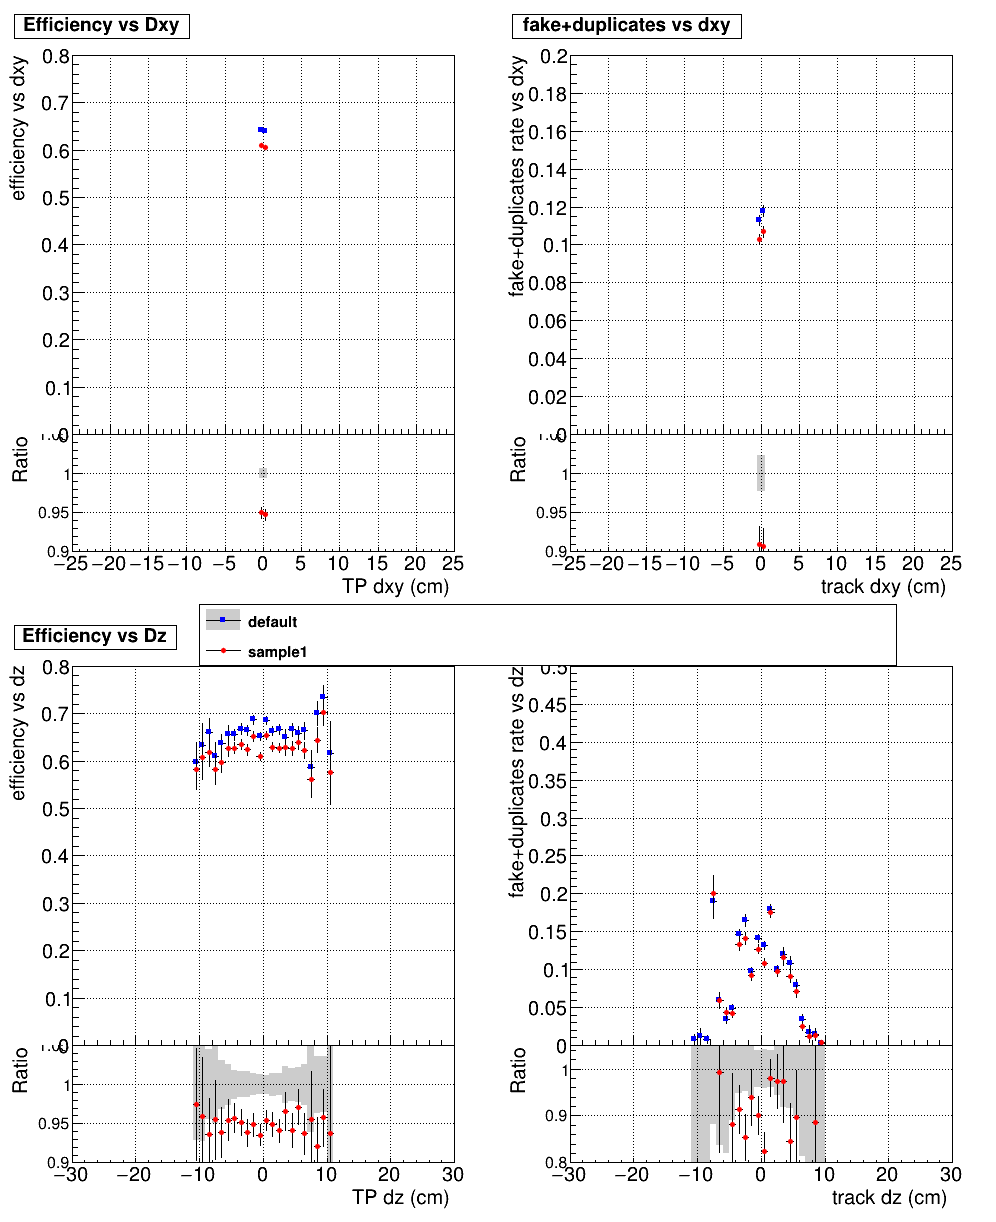 Efficiency vs Dxy
efficiency vs dxy
0.8
0.7
0.6
0.5
0.4
0.3
0.2
0.1
0
Ratio
1
0.95
0.9
−25 −20 −15 −10 −5 0 5 10 15 20 25
TP dxy (cm)
fake+duplicates vs dxy
fake+duplicates rate vs dxy
0.2
0.18
0.16
0.14
0.12
0.1
0.08
0.06
0.04
0.02
0
Ratio
1
0.95
0.9
−25 −20 −15 −10 −5 0 5 10 15 20 25
track dxy (cm)
default
sample1
Efficiency vs Dz
efficiency vs dz
0.8
0.7
0.6
0.5
0.4
0.3
0.2
0.1
0
Ratio
1
0.95
0.9
−30 −20 −10 0 10 20 30
TP dz (cm)
fake+duplicates rate vs dz
0.5
0.45
0.4
0.35
0.3
0.25
0.2
0.15
0.1
0.05
0
Ratio
1
0.9
0.8
−30 −20 −10 0 10 20 30
track dz (cm)